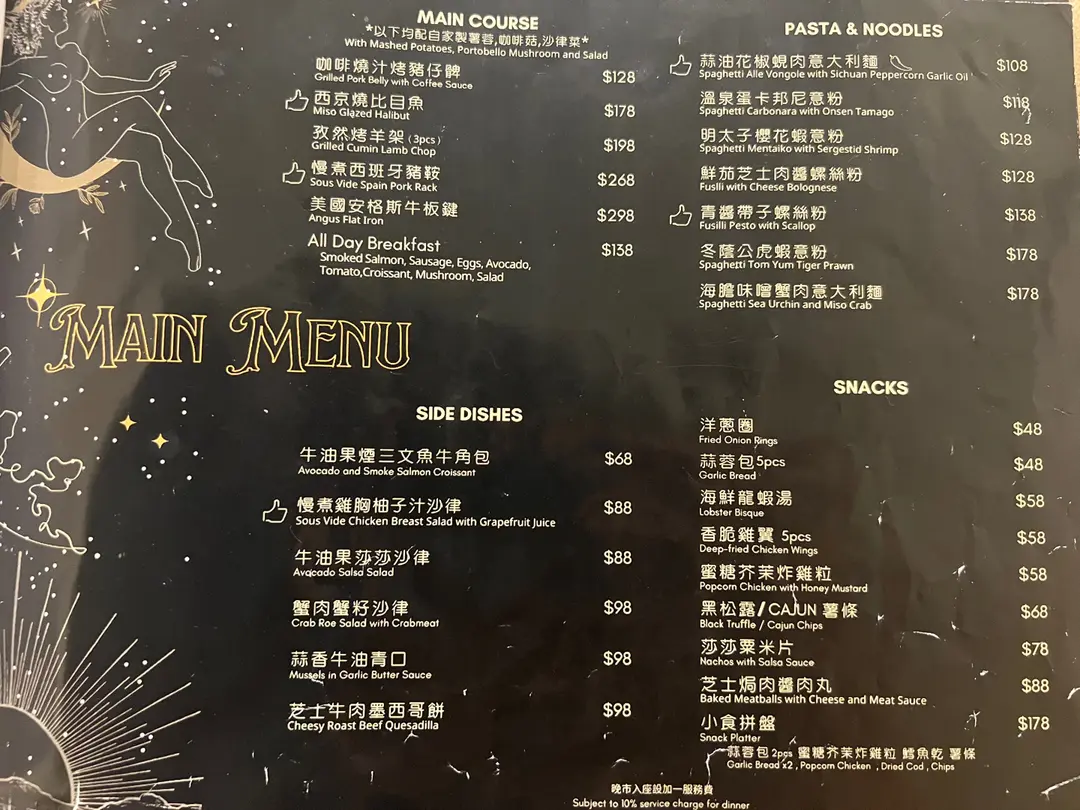 MAIN COURSE
*以下均配自家製薯蓉,咖啡菇,沙律菜*
With Mashed Potatoes, Portobello Mushroom and Salad
咖啡燒汁烤豬仔髀 $128
Grilled Pork Belly with Coffee Sauce
西京燒比目魚 $178
Miso Glazed Halibut
孜然烤羊架 (3pcs) $198
Grilled Cumin Lamb Chop
慢煮西班牙豬鞍 $268
Sous Vide Spain Pork Rack
美國安格斯牛板鍵 $298
Angus Flat Iron
All Day Breakfast $138
Smoked Salmon, Sausage, Eggs, Avocado,
Tomato,Croissant, Mushroom, Salad
PASTA & NOODLES
蒜油花椒蜆肉意大利麵 $108
Spaghetti Alle Vongole with Sichuan Peppercorn Garlic Oil
溫泉蛋卡邦尼意粉 $118
Spaghetti Carbonara with Onsen Tamago
明太子櫻花蝦意粉 $128
Spaghetti Mentaiko with Sergestid Shrimp
鮮茄芝士肉醬螺絲粉 $128
Fuslli with Cheese Bolognese
青醬帶子螺絲粉 $138
Fusilli Pesto with Scallop
冬蔭公虎蝦意粉 $178
Spaghetti Tom Yum Tiger Prawn
海膽味噌蟹肉意大利麵 $178
Spaghetti Sea Urchin and Miso Crab
MAIN MENU
SIDE DISHES
牛油果煙三文魚牛角包 $68
Avocado and Smoke Salmon Croissant
慢煮雞胸柚子汁沙律 $88
Sous Vide Chicken Breast Salad with Grapefruit Juice
牛油果莎莎沙律 $88
Avocado Salsa Salad
蟹肉蟹籽沙律 $98
Crab Roe Salad with Crabmeat
蒜香牛油青口 $98
Mussels in Garlic Butter Sauce
芝士牛肉墨西哥餅 $98
Cheesy Roast Beef Quesadilla
SNACKS
洋蔥圈 $48
Fried Onion Rings
蒜蓉包5pcs $48
Garlic Bread
海鮮龍蝦湯 $58
Lobster Bisque
香脆雞翼 5pcs $58
Deep-fried Chicken Wings
蜜糖芥茉炸雞粒 $58
Popcorn Chicken with Honey Mustard
黑松露/CAJUN 薯條 $68
Black Truffle / Cajun Chips
莎莎粟米片 $78
Nachos with Salsa Sauce
芝士焗肉醬肉丸 $88
Baked Meatballs with Cheese and Meat Sauce
小食拼盤 $178
Snack Platter
蒜蓉包 2pcs 蜜糖芥茉炸雞粒 鱈魚乾 薯條
Garlic Bread x2 , Popcorn Chicken , Dried Cod , Chips
晚市入座設加一服務費
Subject to 10% service charge for dinner